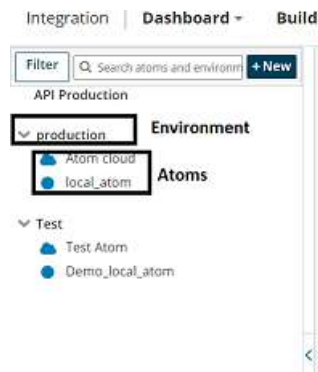 Integration Dashboard Build
Filter Search atoms and environm + New
API Production
production Environment
Atom cloud
local_atom Atoms
Test
Test Atom
Demo_local_atom